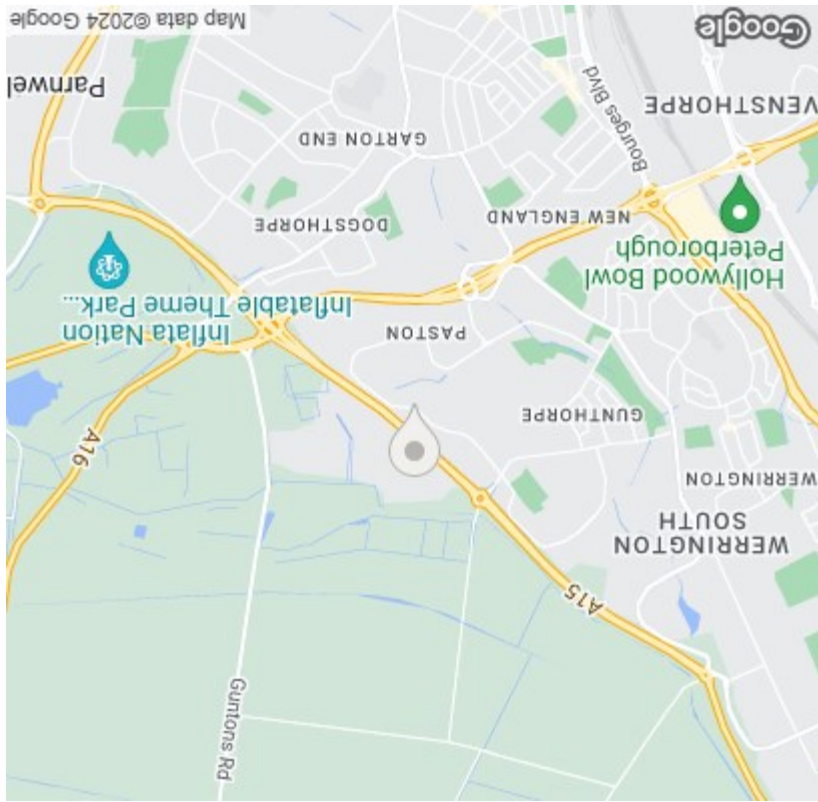 Guntons Rd
A15
WERRINGTON
SOUTH
WERRINGTON
A16
GUNTHORPE
PASTON
Inflata Nation
Inflatable Theme Park...
Hollywood Bowl
Peterborough
NEW ENGLAND
DOGSTHORPE
GARTON END
Bourges Blvd
VENSTHORPE
Parnwel
Google
Map data ©2024 Google